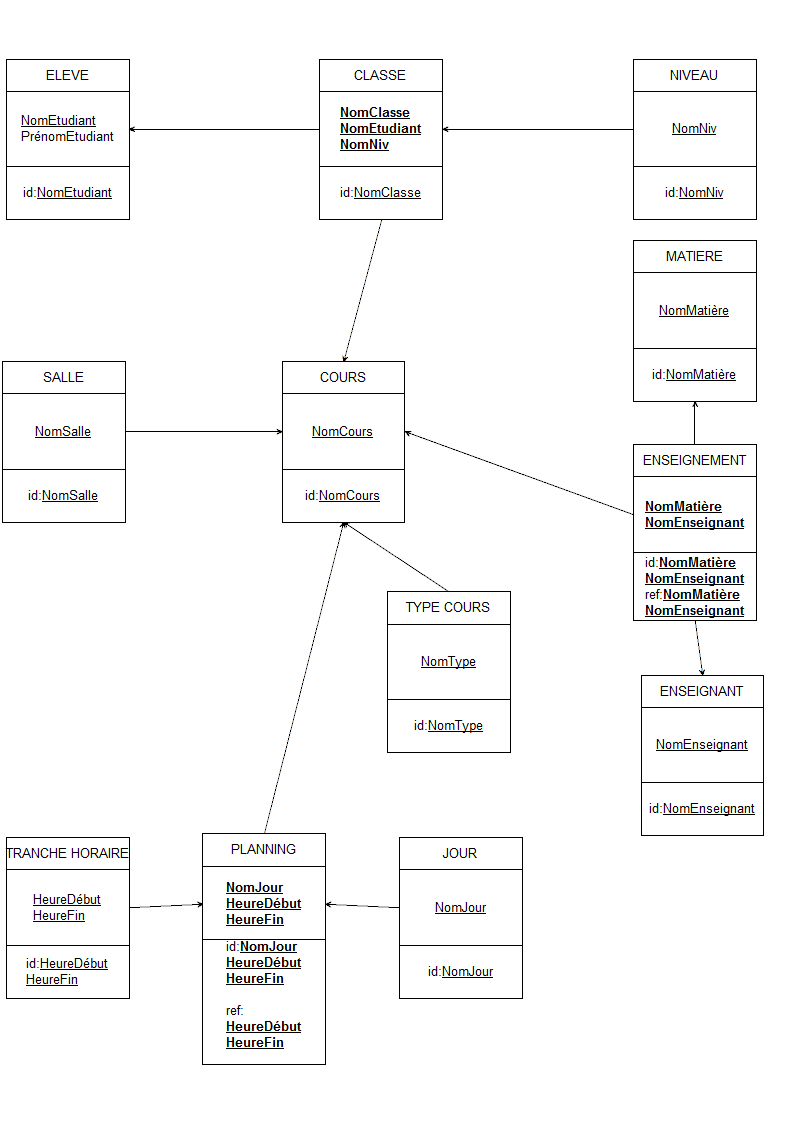 ELEVE
NomEtudiant
PrénomEtudiant
id:NomEtudiant
CLASSE
NomClasse
NomEtudiant
NomNiv
id:NomClasse
NIVEAU
NomNiv
id:NomNiv
MATIERE
NomMatière
id:NomMatière
SALLE
NomSalle
id:NomSalle
COURS
NomCours
id:NomCours
ENSEIGNEMENT
NomMatière
NomEnseignant
id:NomMatière
NomEnseignant
ref:NomMatière
NomEnseignant
TYPE COURS
NomType
id:NomType
ENSEIGNANT
NomEnseignant
id:NomEnseignant
TRANCHE HORAIRE
HeureDébut
HeureFin
id:HeureDébut
HeureFin
PLANNING
NomJour
HeureDébut
HeureFin
id:NomJour
HeureDébut
HeureFin
ref:
HeureDébut
HeureFin
JOUR
NomJour
id:NomJour